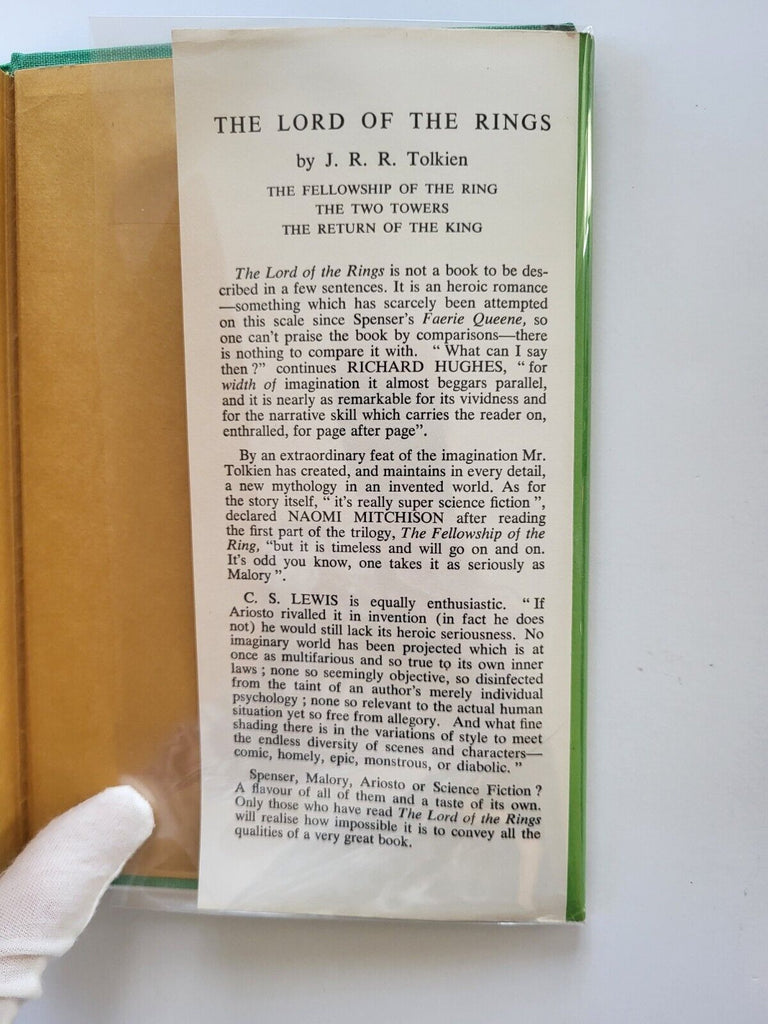 THE LORD OF THE RINGS
by J. R. R. Tolkien
THE FELLOWSHIP OF THE RING
THE TWO TOWERS
THE RETURN OF THE KING
The Lord of the Rings is not a book to be des-
cribed in a few sentences. It is an heroic romance
—something which has scarcely been attempted
on this scale since Spenser's Faerie Queene, so
one can't praise the book by comparisons—there
is nothing to compare it with. “ What can I say
then ?” continues RICHARD HUGHES, “ for
width of imagination it almost beggars parallel,
and it is nearly as remarkable for its vividness and
for the narrative skill which carries the reader on,
enthralled, for page after page”.
By an extraordinary feat of the imagination Mr.
Tolkien has created, and maintains in every detail,
a new mythology in an invented world. As for
the story itself, “ it's really super science fiction ”,
declared NAOMI MITCHISON after reading
the first part of the trilogy, The Fellowship of the
Ring, “but it is timeless and will go on and on.
It's odd you know, one takes it as seriously as
Malory ”.
C. S. LEWIS is equally enthusiastic. “ If
Ariosto rivalled it in invention (in fact he does
not) he would still lack its heroic seriousness. No
imaginary world has been projected which is at
once as multifarious and so true to its own inner
laws ; none so seemingly objective, so disinfected
from the taint of an author's merely individual
psychology ; none so relevant to the actual human
situation yet so free from allegory. And what fine
shading there is in the variations of style to meet
the endless diversity of scenes and characters—
comic, homely, epic, monstrous, or diabolic. ”
Spenser, Malory, Ariosto or Science Fiction ?
A flavour of all of them and a taste of its own.
Only those who have read The Lord of the Rings
will realise how impossible it is to convey all the
qualities of a very great book.